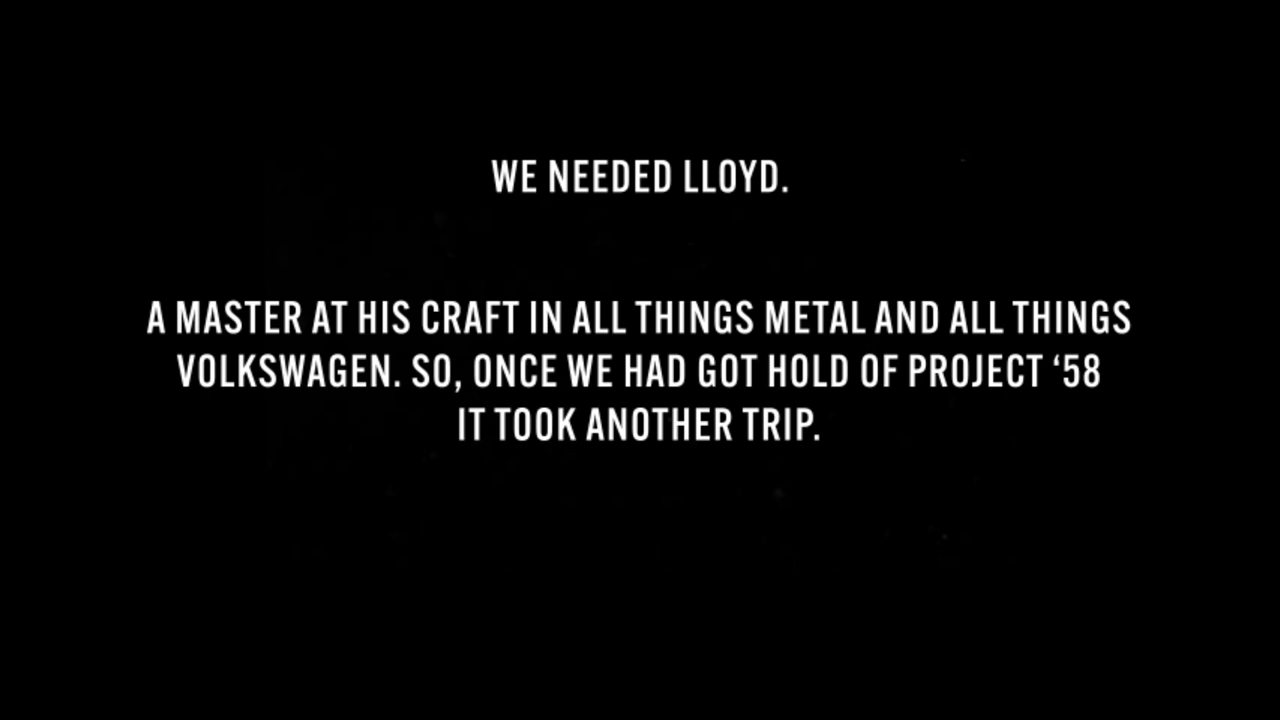 WE NEEDED LLOYD.
A MASTER AT HIS CRAFT IN ALL THINGS METAL AND ALL THINGS
VOLKSWAGEN. SO, ONCE WE HAD GOT HOLD OF PROJECT ‘58
IT TOOK ANOTHER TRIP.